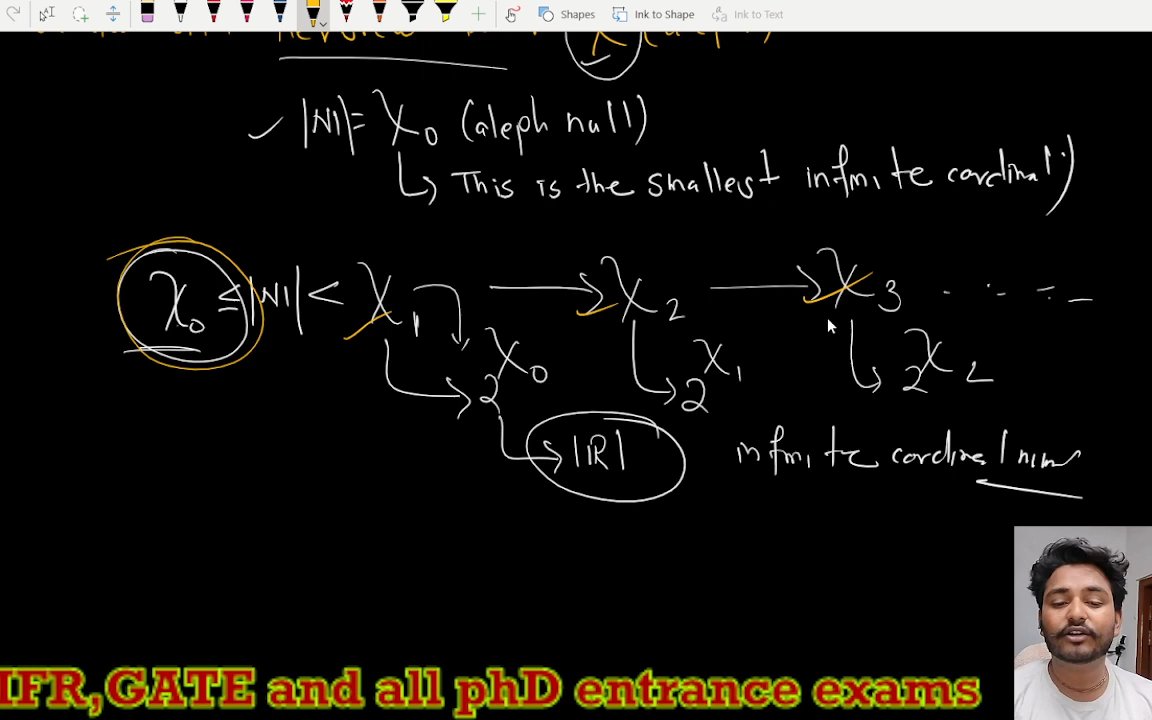 Shapes Ink to Shape Ink to Text
|N| = ℵ0 (aleph null)
↳ This is the smallest infinite cardinal)
ℵ0 ≤ |N| < ℵ1 → ℵ2 → ℵ3 ......
2^ℵ0 2^ℵ1 2^ℵ2
|R| infinite cardinal num
IFR,GATE and all phD entrance exams